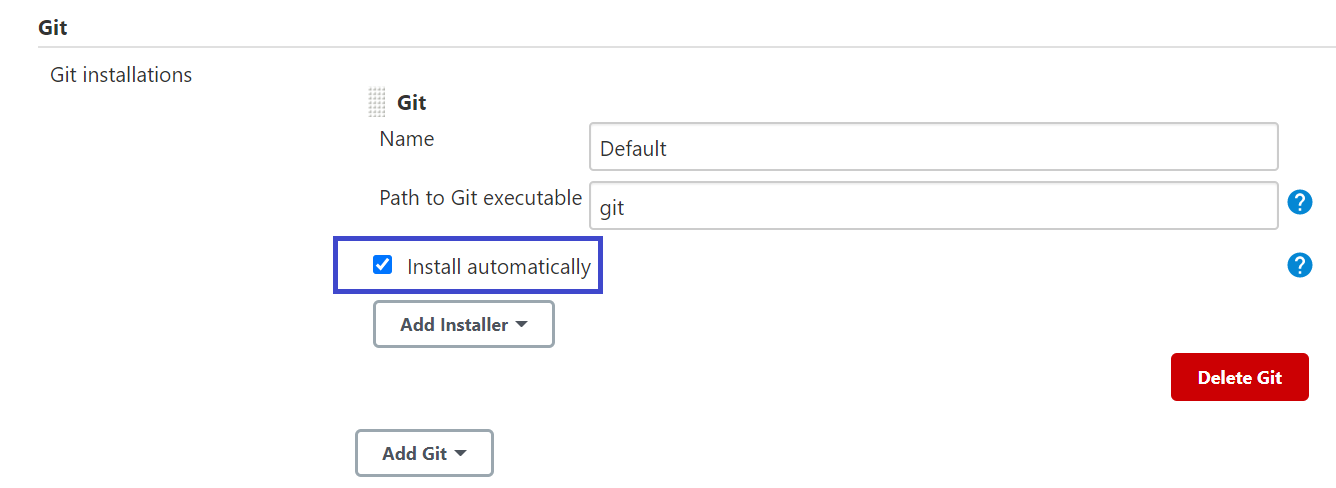 Git
Git installations
Git
Name
Default
Path to Git executable
git
?
Install automatically
?
Add Installer
Delete Git
Add Git